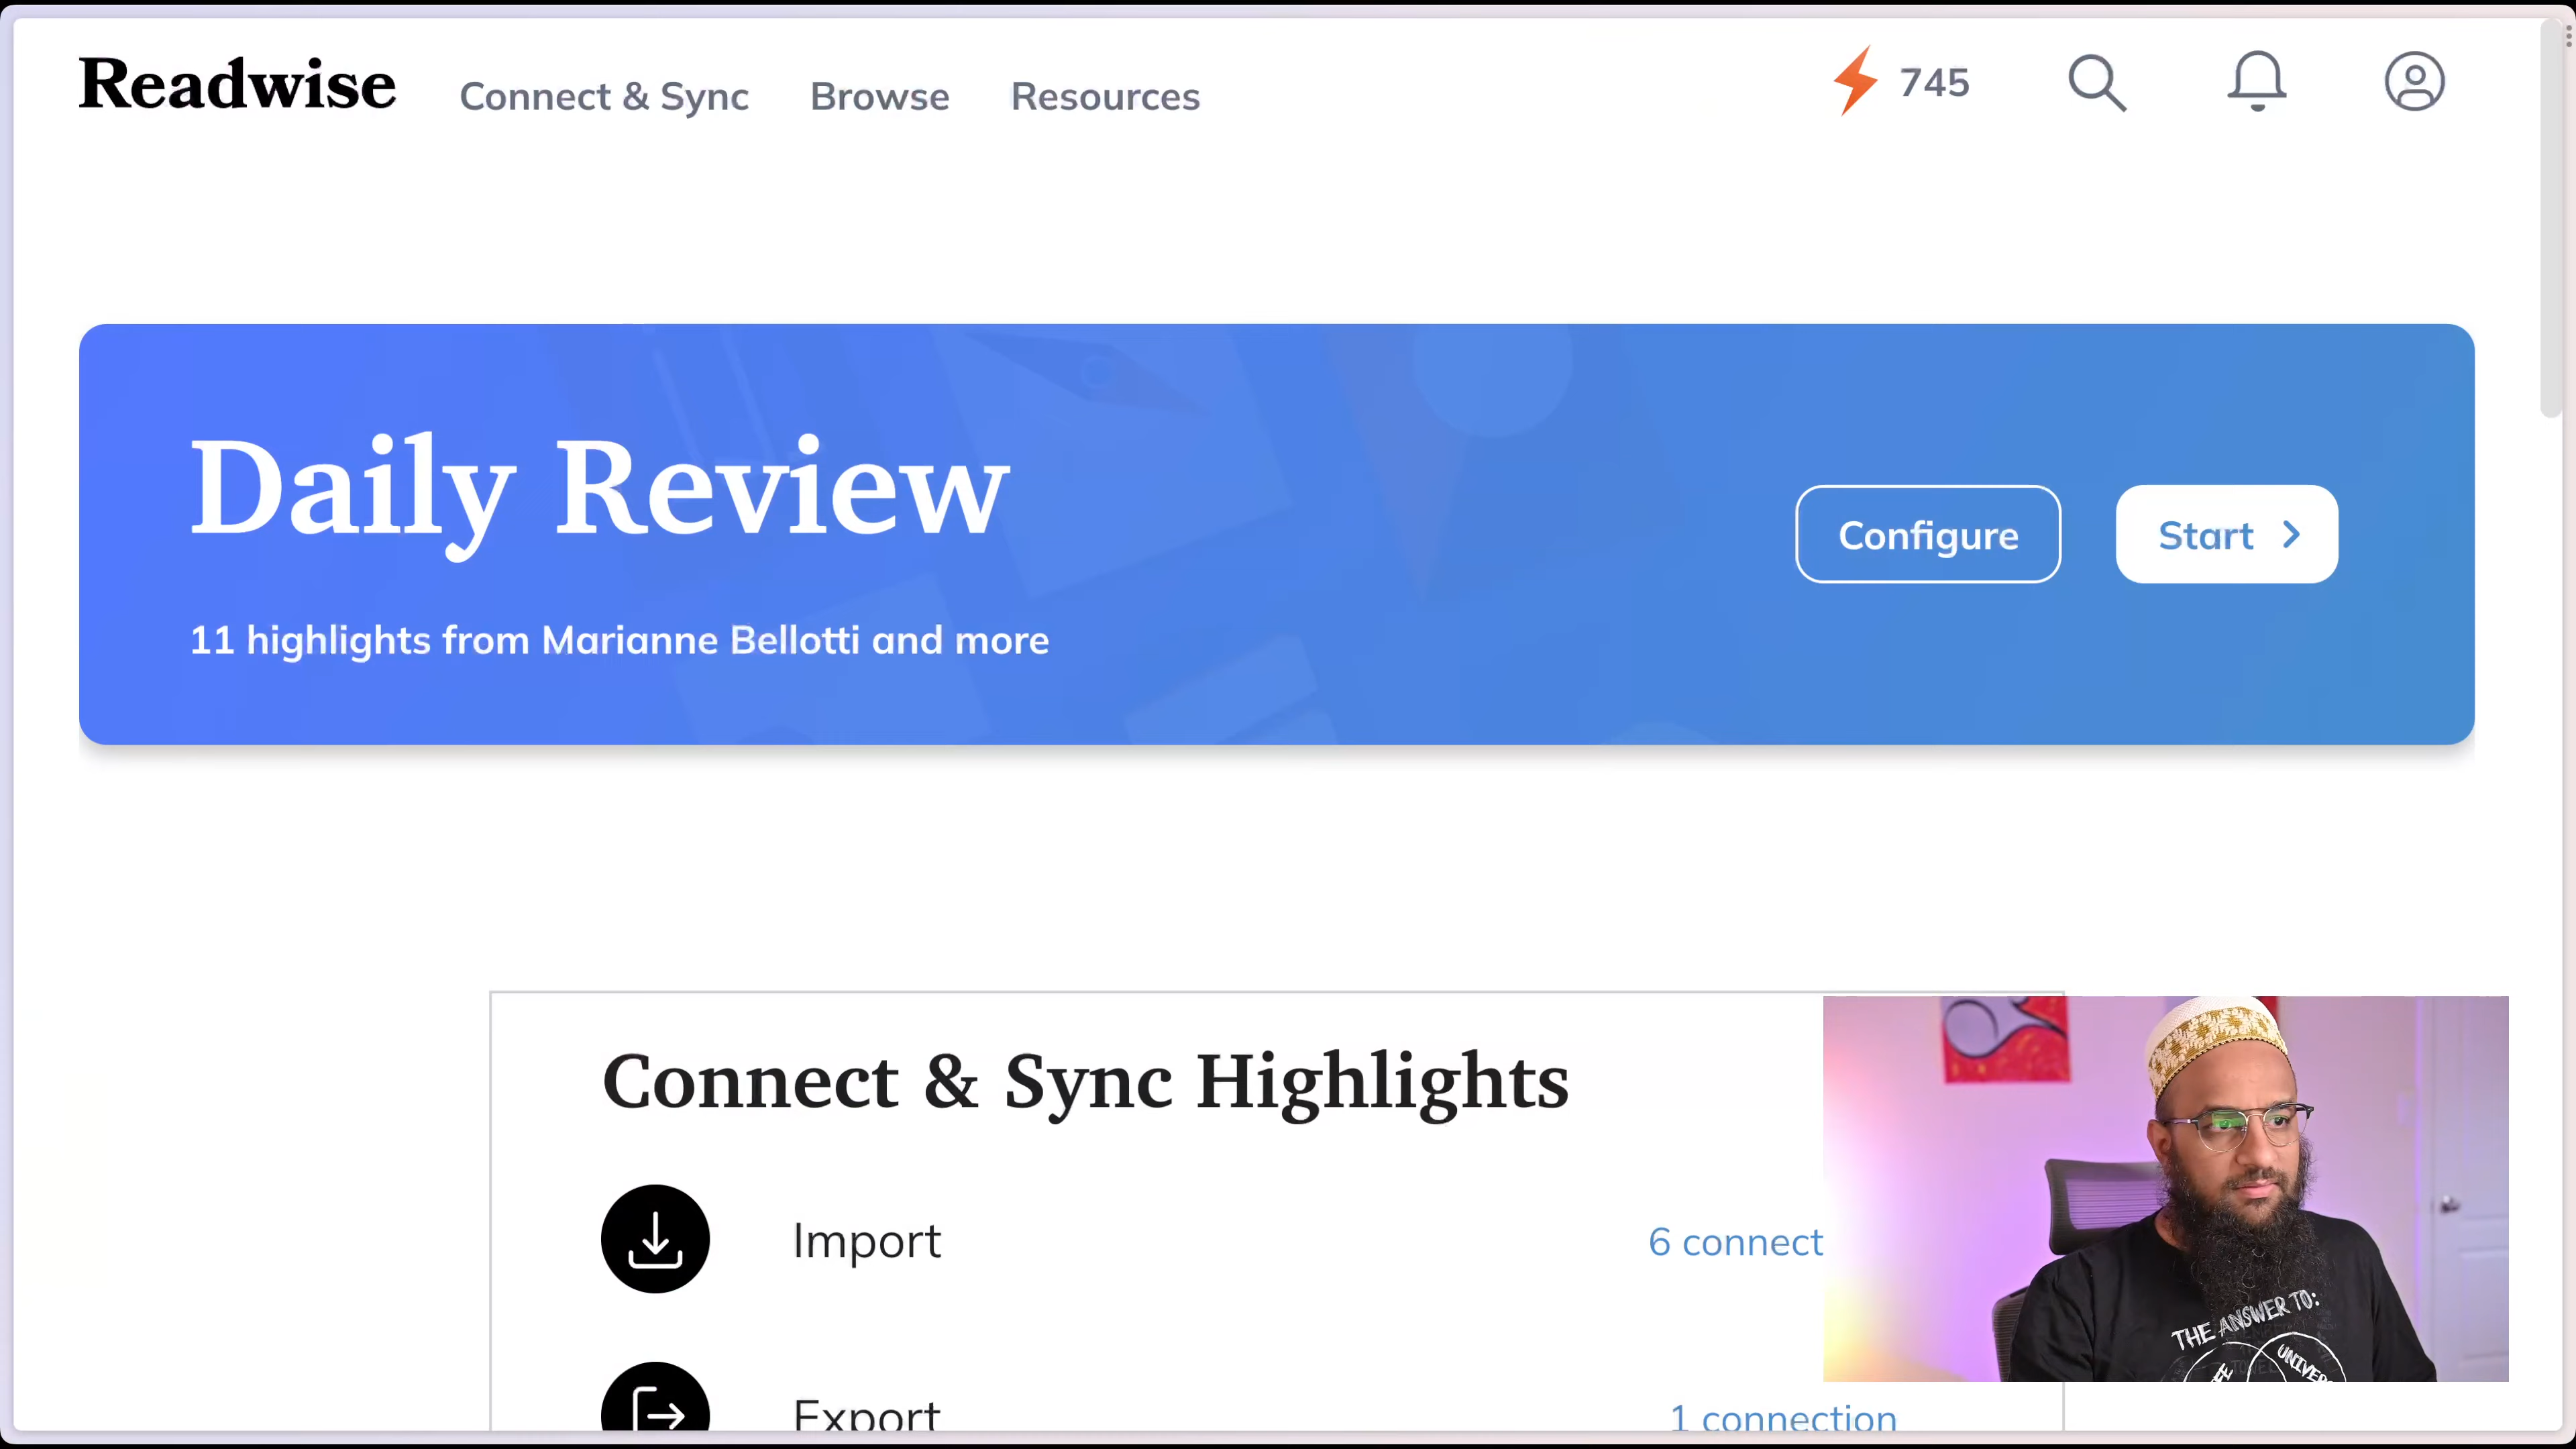 Readwise Connect & Sync Browse Resources 745
Daily Review
Configure Start
11 highlights from Marianne Bellotti and more
Connect & Sync Highlights
Import 6 connect
Export 1 connection
THE ANSWER TO: